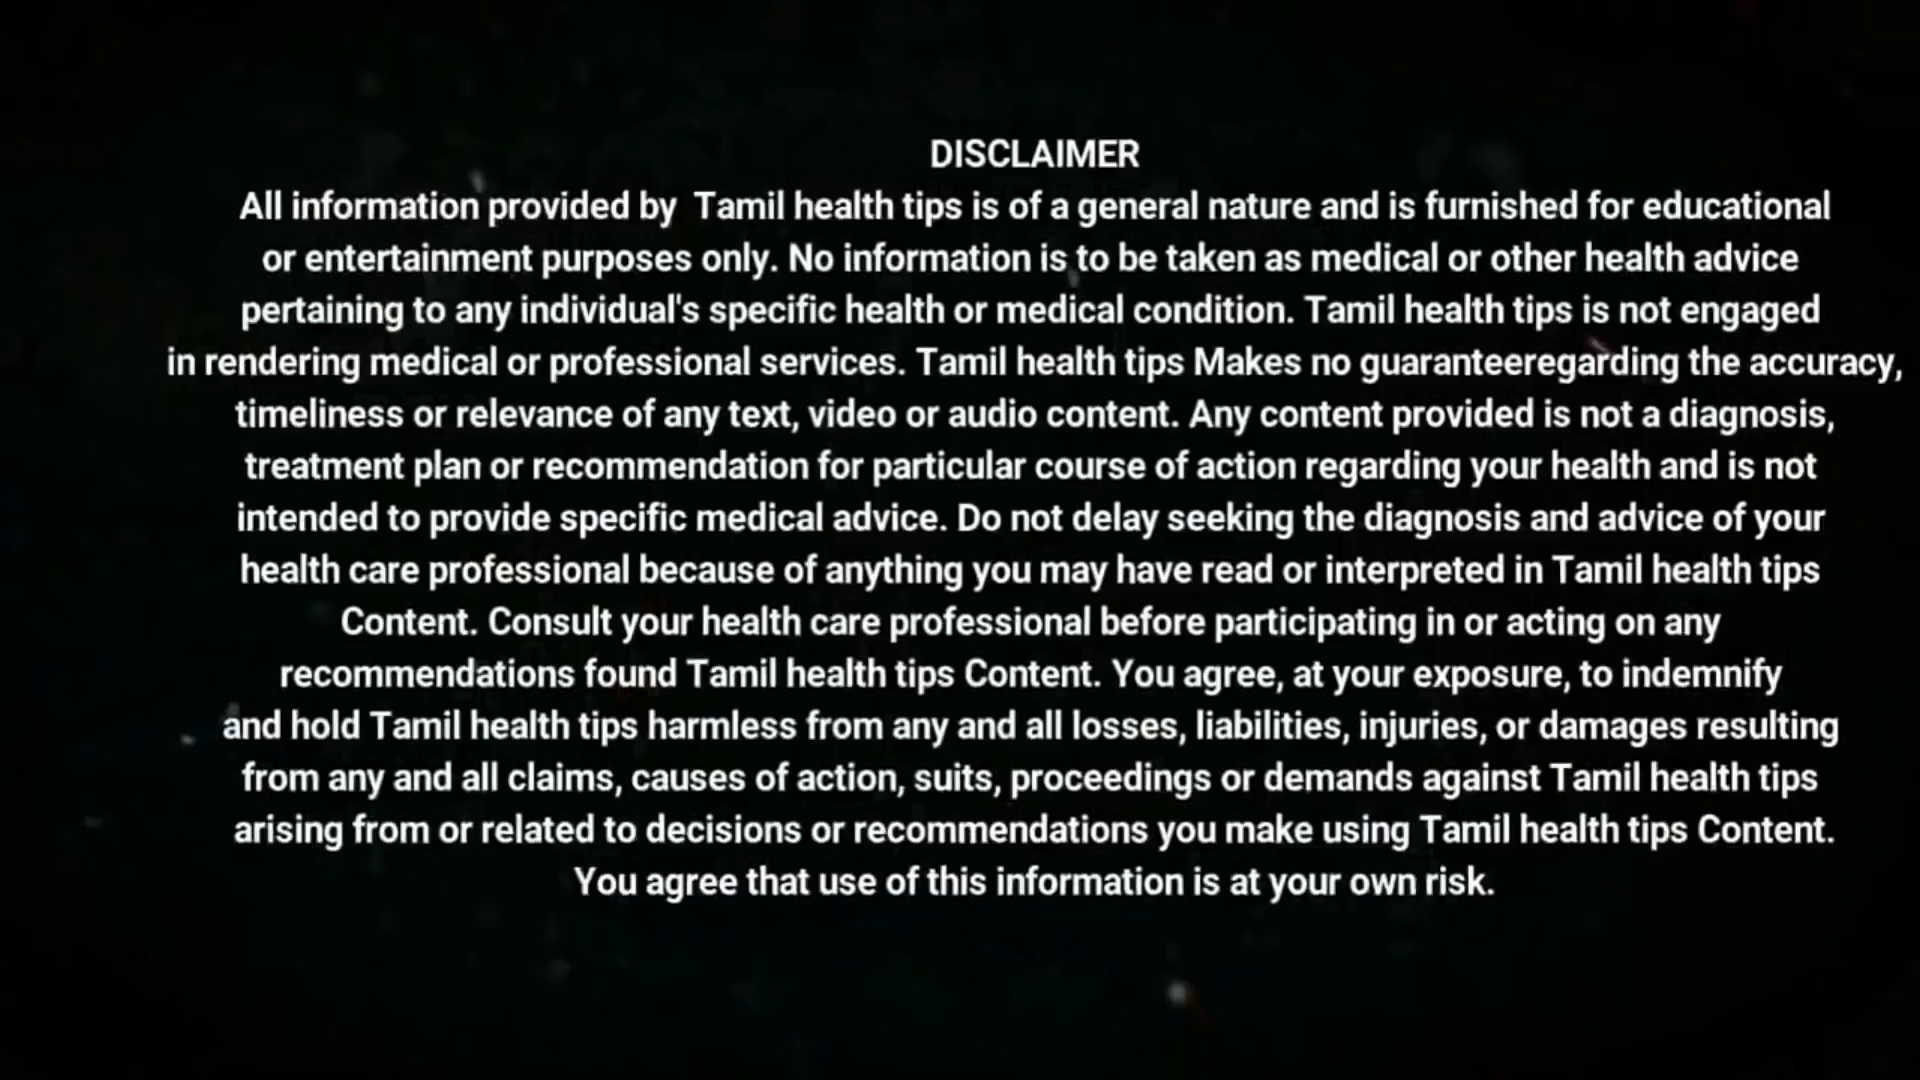 DISCLAIMER
All information provided by  Tamil health tips is of a general nature and is furnished for educational
or entertainment purposes only. No information is to be taken as medical or other health advice
pertaining to any individual's specific health or medical condition. Tamil health tips is not engaged
in rendering medical or professional services. Tamil health tips Makes no guaranteeregarding the accuracy,
timeliness or relevance of any text, video or audio content. Any content provided is not a diagnosis,
treatment plan or recommendation for particular course of action regarding your health and is not
intended to provide specific medical advice. Do not delay seeking the diagnosis and advice of your
health care professional because of anything you may have read or interpreted in Tamil health tips
Content. Consult your health care professional before participating in or acting on any
recommendations found Tamil health tips Content. You agree, at your exposure, to indemnify
and hold Tamil health tips harmless from any and all losses, liabilities, injuries, or damages resulting
from any and all claims, causes of action, suits, proceedings or demands against Tamil health tips
arising from or related to decisions or recommendations you make using Tamil health tips Content.
You agree that use of this information is at your own risk.